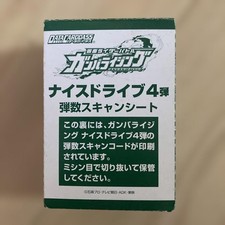 DATA CARDDASS
仮面ライダーバトル
ガンバライジング
ナイスドライブ4弾
弾数スキャンシート
この裏には、ガンバライジ
ング ナイスドライブ4弾の
弾数スキャンコードが印刷
されています。
ミシン目で切り抜いて保管
してください。